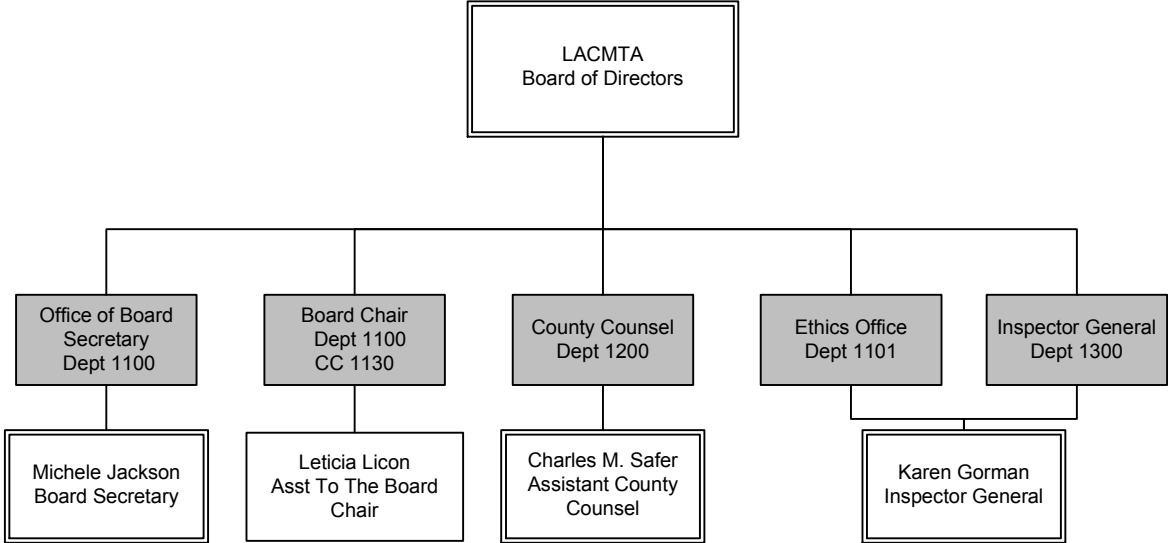 LACMTA
Board of Directors
Office of Board
Secretary
Dept 1100
Board Chair
Dept 1100
CC 1130
County Counsel
Dept 1200
Ethics Office
Dept 1101
Inspector General
Dept 1300
Michele Jackson
Board Secretary
Leticia Licon
Asst To The Board
Chair
Charles M. Safer
Assistant County
Counsel
Karen Gorman
Inspector General